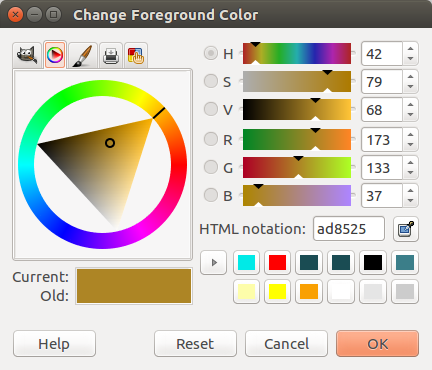 Change Foreground Color
H 42
S 79
V 68
R 173
G 133
B 37
HTML notation: ad8525
Current:
Old:
Help Reset Cancel OK